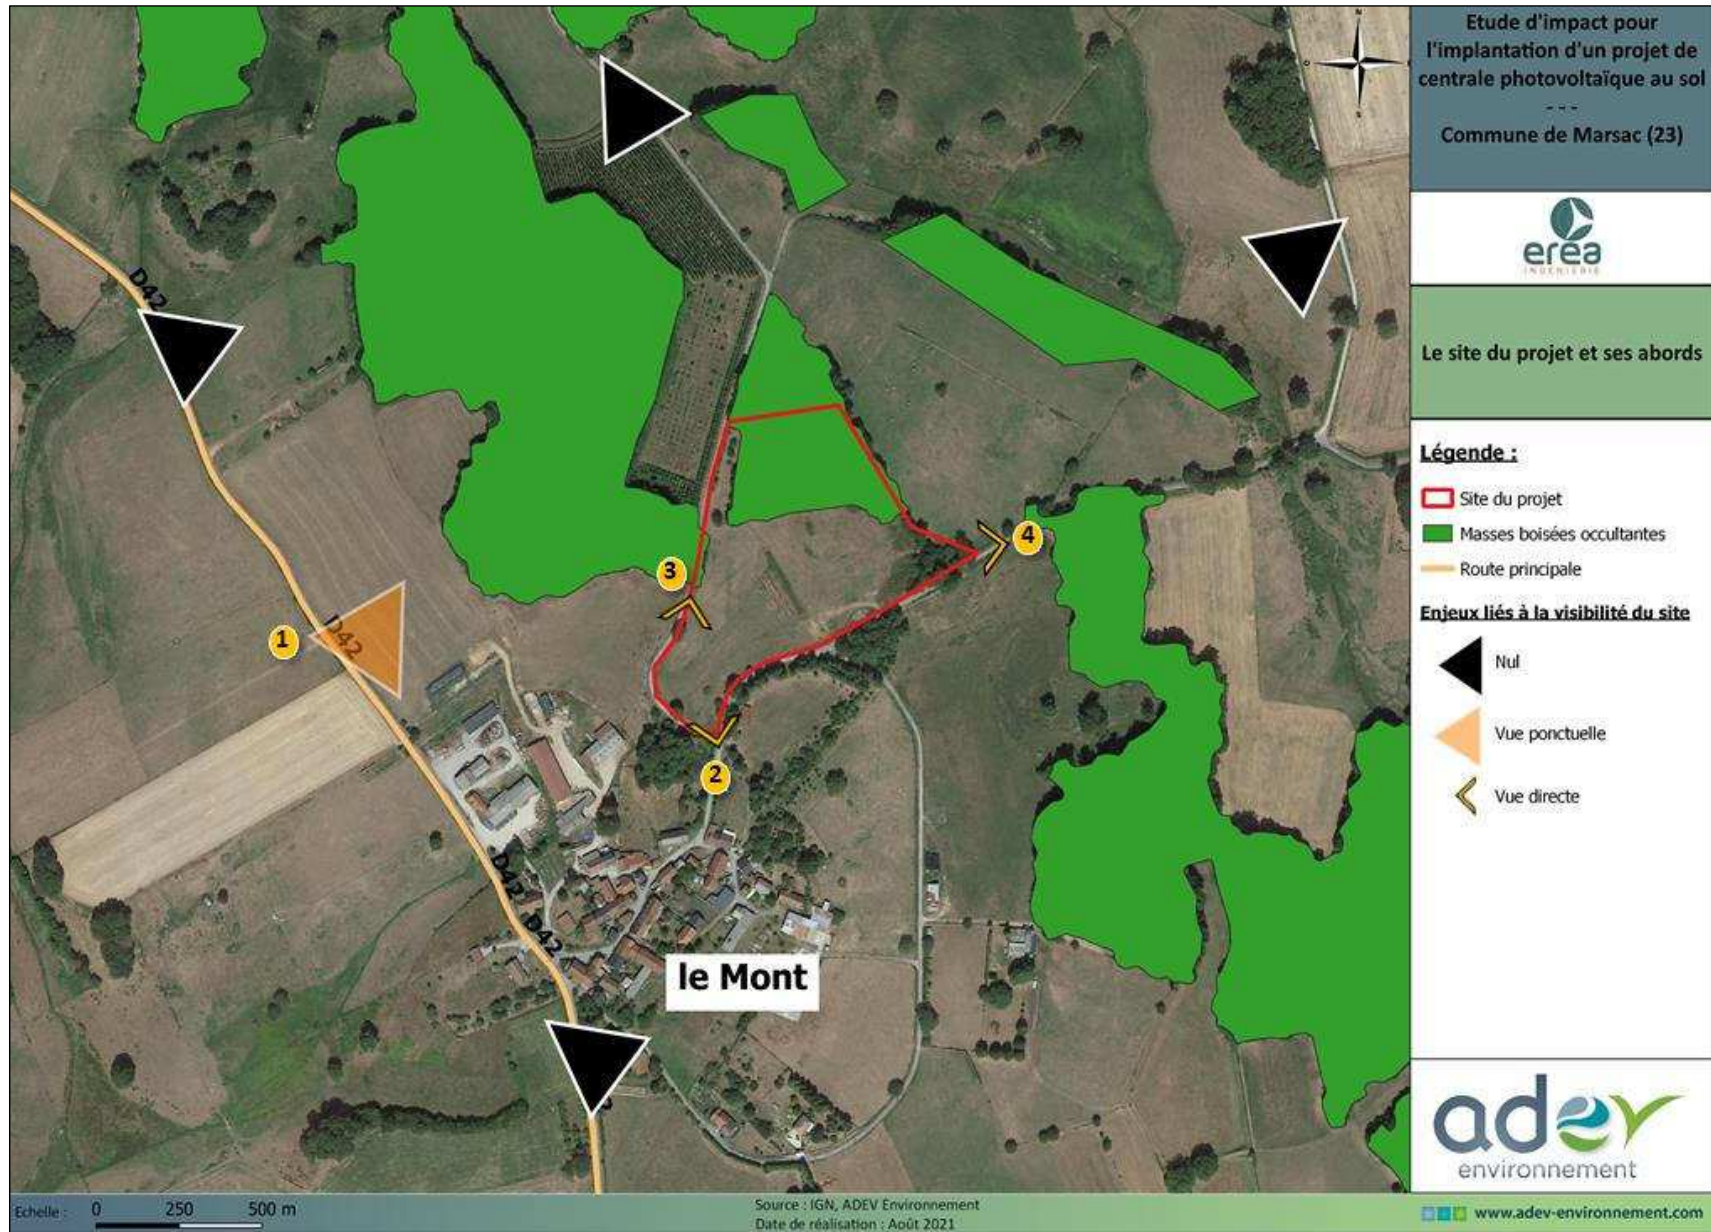 Etude d'impact pour
l'implantation d'un projet de
centrale photovoltaïque au sol
- - -
Commune de Marsac (23)
eréa
INGENIERIE
Le site du projet et ses abords
Légende :
Site du projet
Masses boisées occultantes
Route principale
Enjeux liés à la visibilité du site
Nul
Vue ponctuelle
Vue directe
adev
environnement
www.adev-environnement.com
D42
1
D42
3
4
2
D42
D42
le Mont
Echelle : 0 250 500 m
Source : IGN, ADEV Environnement
Date de réalisation : Août 2021